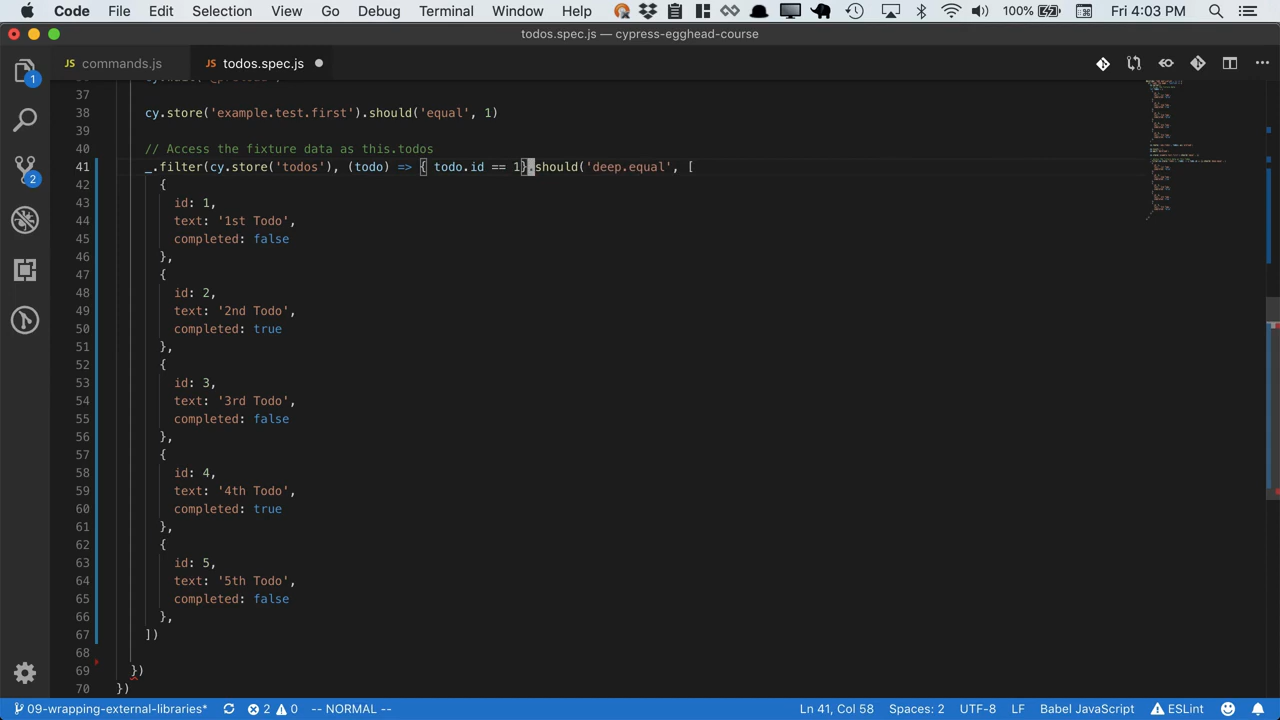 Code File Edit Selection View Go Debug Terminal Window Help 100% Fri 4:03 PM
todos.spec.js — cypress-egghead-course
JS commands.js JS todos.spec.js
37
38 cy.store('example.test.first').should('equal', 1)
39
40 // Access the fixture data as this.todos
41 _.filter(cy.store('todos'), (todo) => { todo.id == 1}.should('deep.equal', [
42 {
43 id: 1,
44 text: '1st Todo',
45 completed: false
46 },
47 {
48 id: 2,
49 text: '2nd Todo',
50 completed: true
51 },
52 {
53 id: 3,
54 text: '3rd Todo',
55 completed: false
56 },
57 {
58 id: 4,
59 text: '4th Todo',
60 completed: true
61 },
62 {
63 id: 5,
64 text: '5th Todo',
65 completed: false
66 },
67 ])
68
69 })
70 })
1
2
09-wrapping-external-libraries* 2 0 -- NORMAL -- Ln 41, Col 58 Spaces: 2 UTF-8 LF Babel JavaScript ESLint